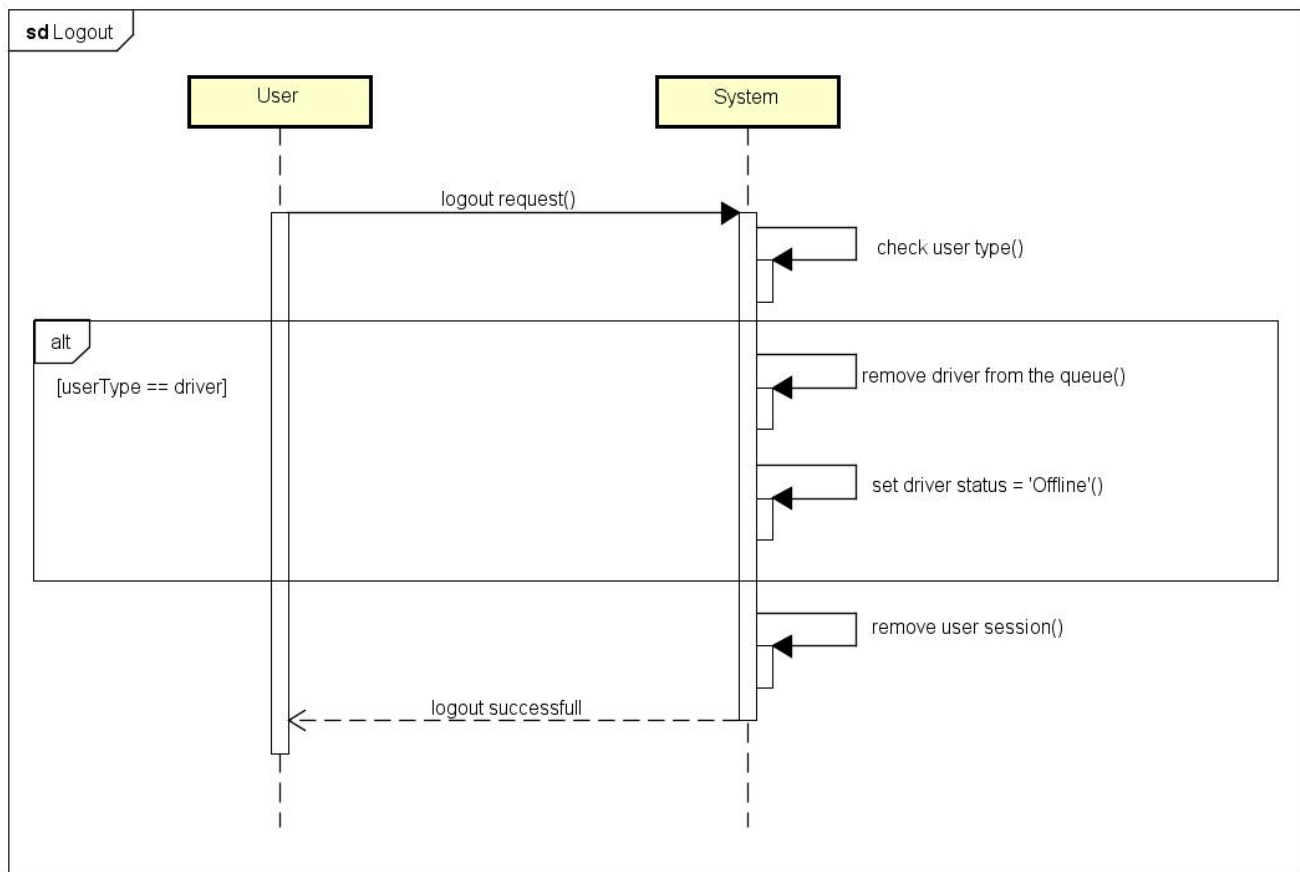 sd Logout
User
System
logout request()
check user type()
alt
[userType == driver]
remove driver from the queue()
set driver status = 'Offline'()
remove user session()
logout successfull